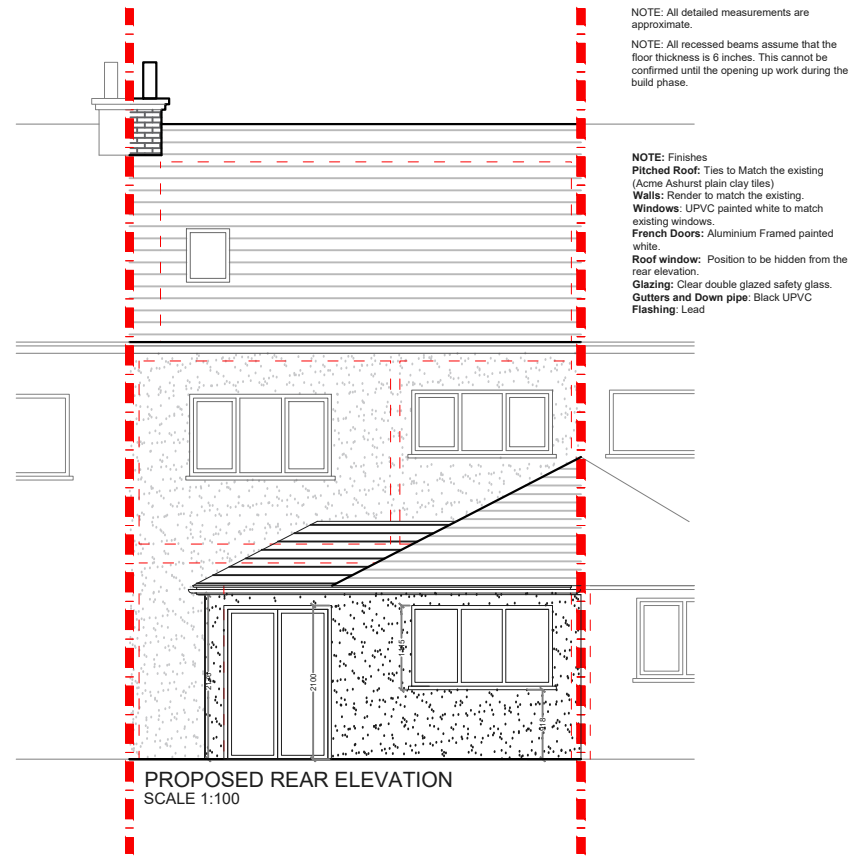 NOTE: All detailed measurements are
approximate.
NOTE: All recessed beams assume that the
floor thickness is 6 inches. This cannot be
confirmed until the opening up work during the
build phase.
NOTE: Finishes
Pitched Roof: Ties to Match the existing
(Acme Ashurst plain clay tiles)
Walls: Render to match the existing.
Windows: UPVC painted white to match
existing windows.
French Doors: Aluminium Framed painted
white.
Roof window: Position to be hidden from the
rear elevation.
Glazing: Clear double glazed safety glass.
Gutters and Down pipe: Black UPVC
Flashing: Lead
2100
PROPOSED REAR ELEVATION
SCALE 1:100